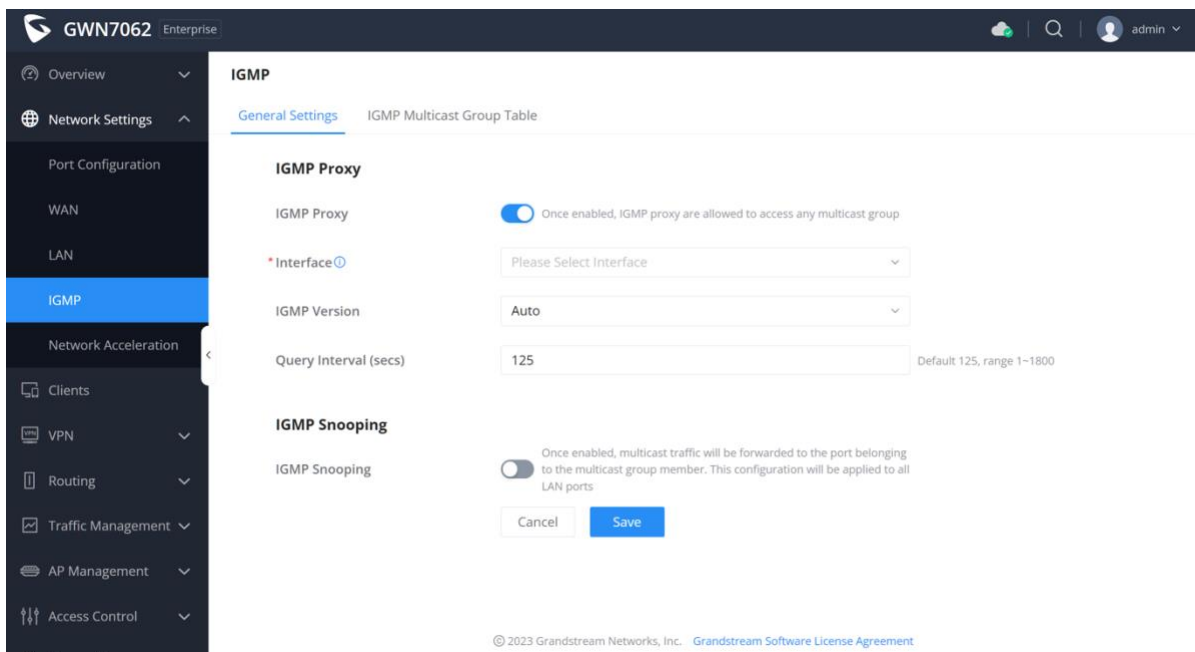 GWN7062 Enterprise
admin
Overview
Network Settings
Port Configuration
WAN
LAN
IGMP
Network Acceleration
Clients
VPN
VPN
Routing
Traffic Management
AP Management
Access Control
IGMP
General Settings IGMP Multicast Group Table
IGMP Proxy
IGMP Proxy Once enabled, IGMP proxy are allowed to access any multicast group
* Interface Please Select Interface
IGMP Version Auto
Query Interval (secs) 125 Default 125, range 1~1800
IGMP Snooping
IGMP Snooping
Once enabled, multicast traffic will be forwarded to the port belonging
to the multicast group member. This configuration will be applied to all
LAN ports
Cancel Save
© 2023 Grandstream Networks, Inc. Grandstream Software License Agreement